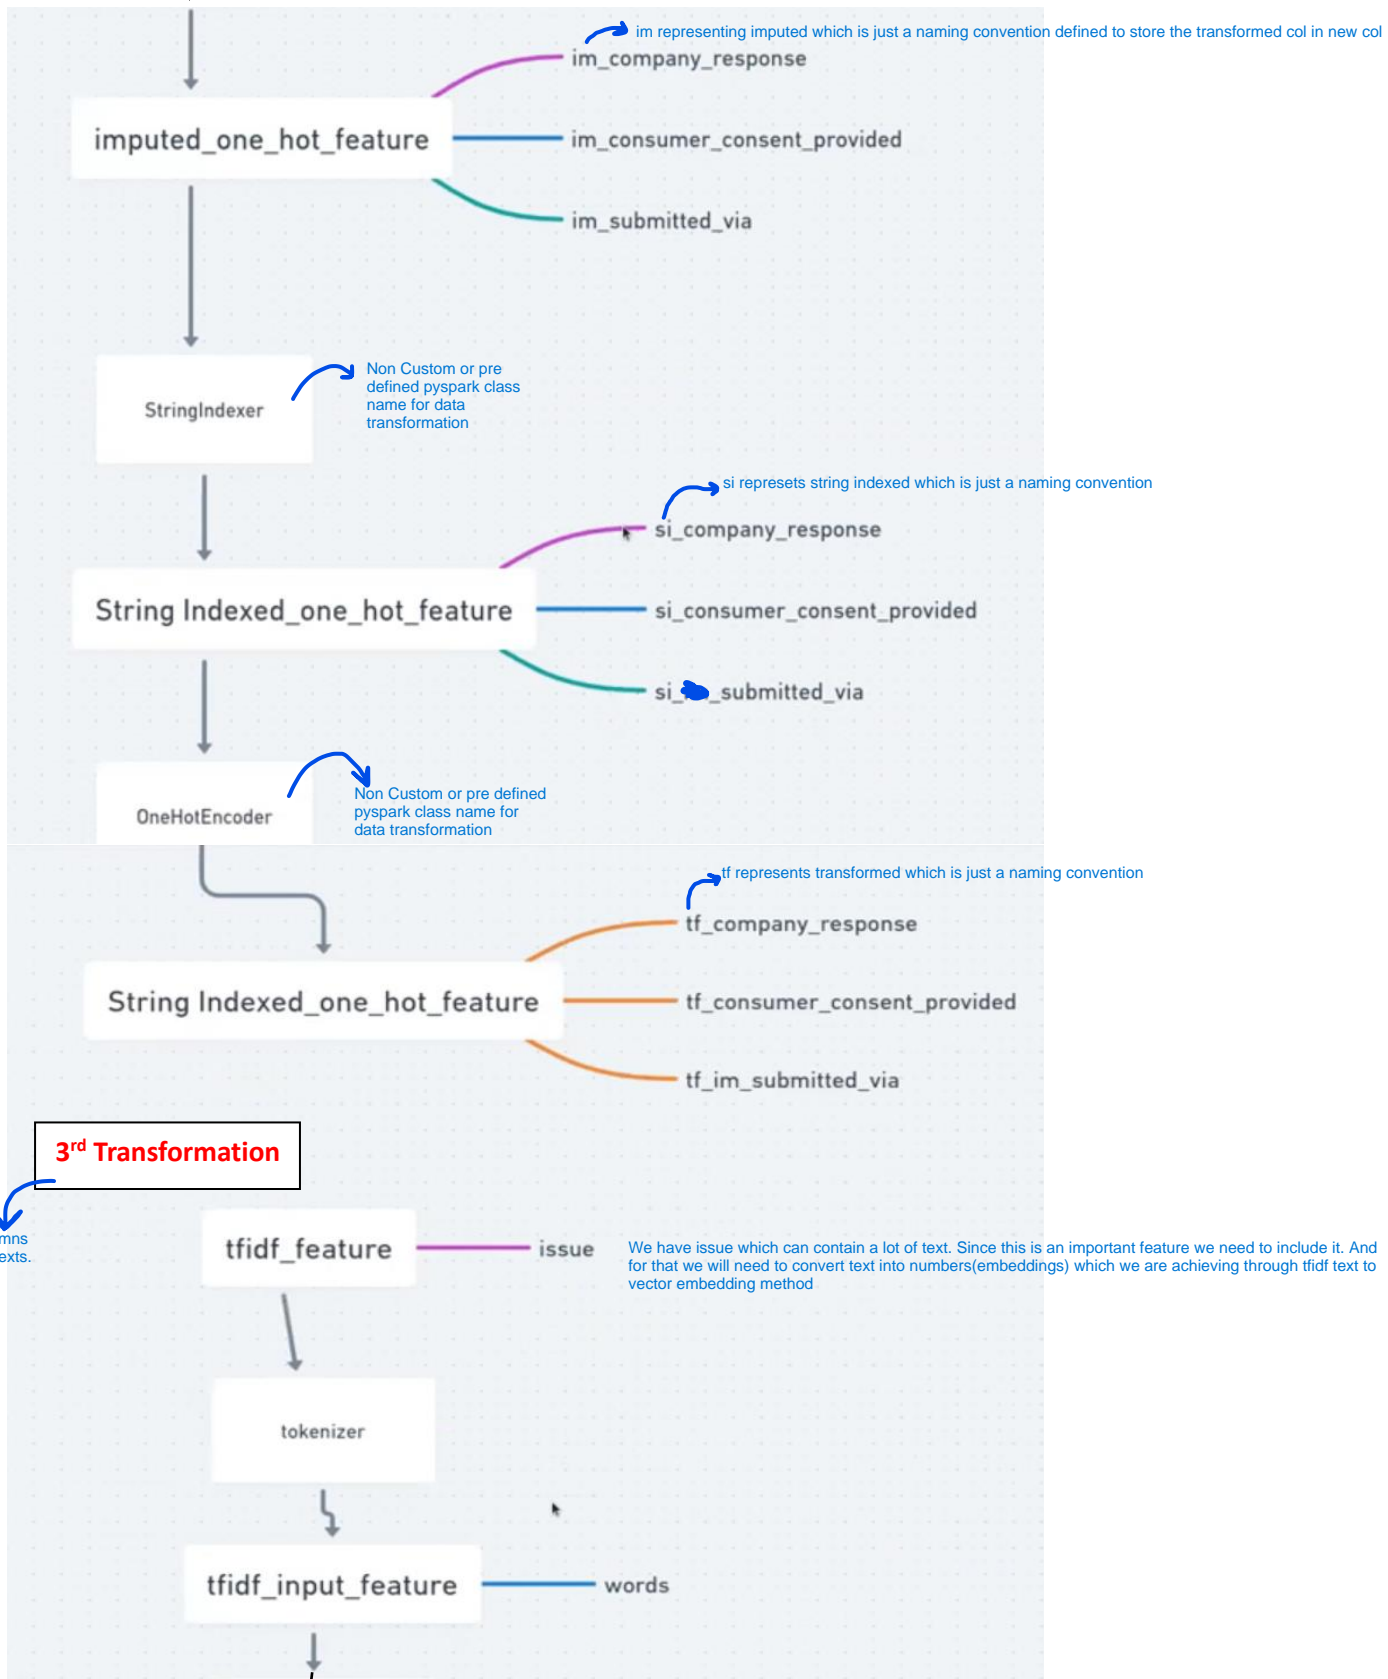 im representing imputed which is just a naming convention defined to store the transformed col in new col
im_company_response
imputed_one_hot_feature
im_consumer_consent_provided
im_submitted_via
Non Custom or pre
defined pyspark class
name for data
transformation
StringIndexer
si represets string indexed which is just a naming convention
si_company_response
String Indexed_one_hot_feature
si_consumer_consent_provided
si_ _submitted_via
Non Custom or pre defined
pyspark class name for
data transformation
OneHotEncoder
tf represents transformed which is just a naming convention
tf_company_response
String Indexed_one_hot_feature
tf_consumer_consent_provided
tf_im_submitted_via
3rd Transformation
tfidf_feature
issue
We have issue which can contain a lot of text. Since this is an important feature we need to include it. And
for that we will need to convert text into numbers(embeddings) which we are achieving through tfidf text to
vector embedding method
tokenizer
tfidf_input_feature
words